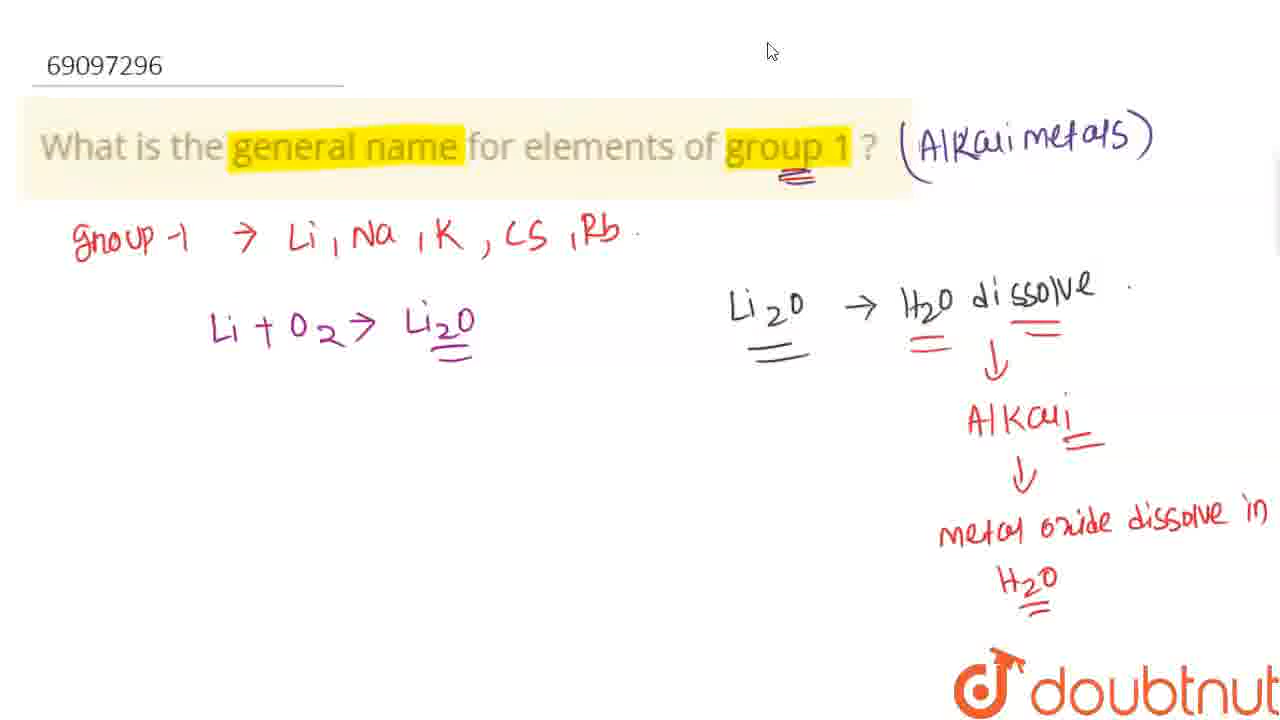 69097296
What is the general name for elements of group 1 ? (Alkali metals)
group-1 → Li, Na, K, Cs, Rb.
Li + O2 → Li2O
Li2O → H2O dissolve.
↓
Alkali
↓
metal oxide dissolve in
H2O
doubtnut